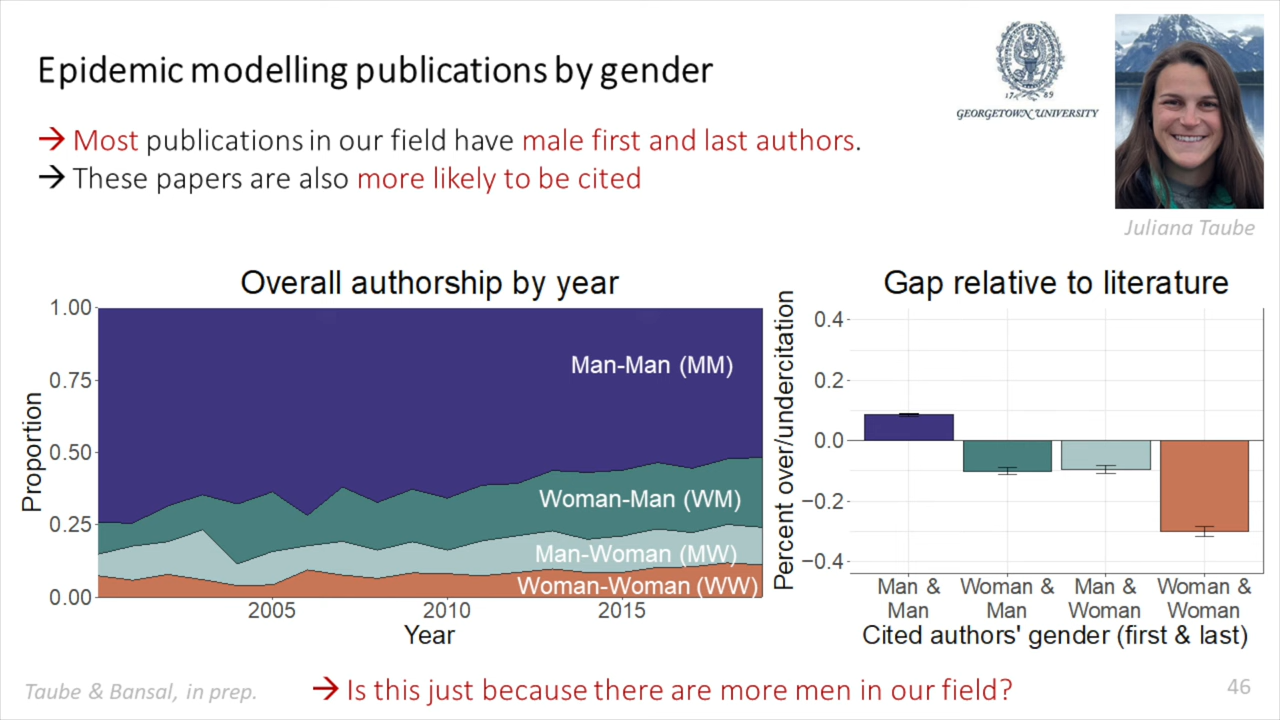 Epidemic modelling publications by gender
17 89
GEORGETOWN UNIVERSITY
→ Most publications in our field have male first and last authors.
→ These papers are also more likely to be cited
Juliana Taube
Overall authorship by year
1.00
0.75
0.50
0.25
0.00
Proportion
Man-Man (MM)
Woman-Man (WM)
Man-Woman (MW)
Woman-Woman (WW)
2005 2010 2015
Year
Gap relative to literature
Percent over/undercitation
0.4
0.2
0.0
−0.2
−0.4
Man & Woman & Man & Woman &
Man Man Woman Woman
Cited authors' gender (first & last)
Taube & Bansal, in prep.
→ Is this just because there are more men in our field?
46